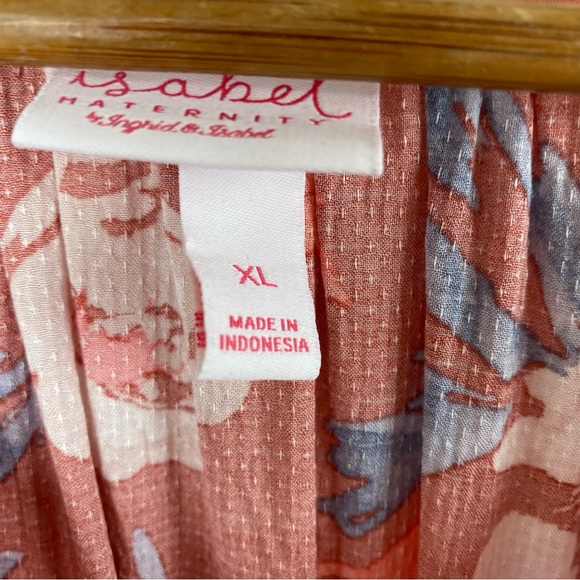 isabel
MATERNITY
by Ingrid & Isabel
XL
MADE IN
INDONESIA